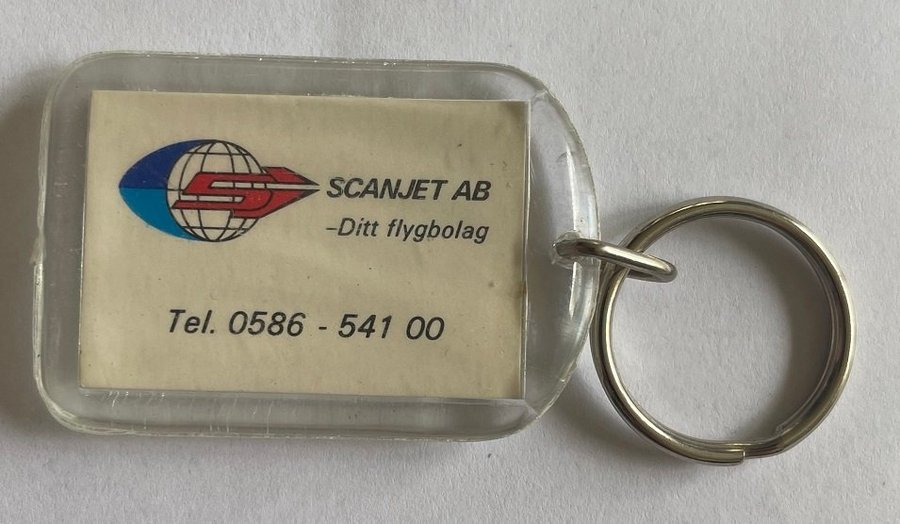 SCANJET AB
-Ditt flygbolag
Tel. 0586 - 541 00